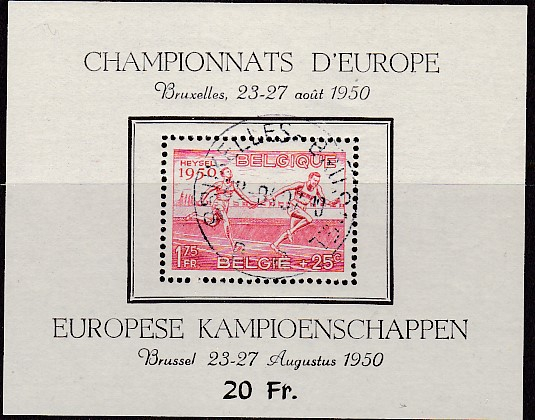 CHAMPIONNATS D'EUROPE
Bruxelles, 23-27 août 1950
HEYSEL BELGIQUE
1950
1.75 FR. BELGIË +25C
EUROPESE KAMPIOENSCHAPPEN
Brussel 23-27 Augustus 1950
20 Fr.